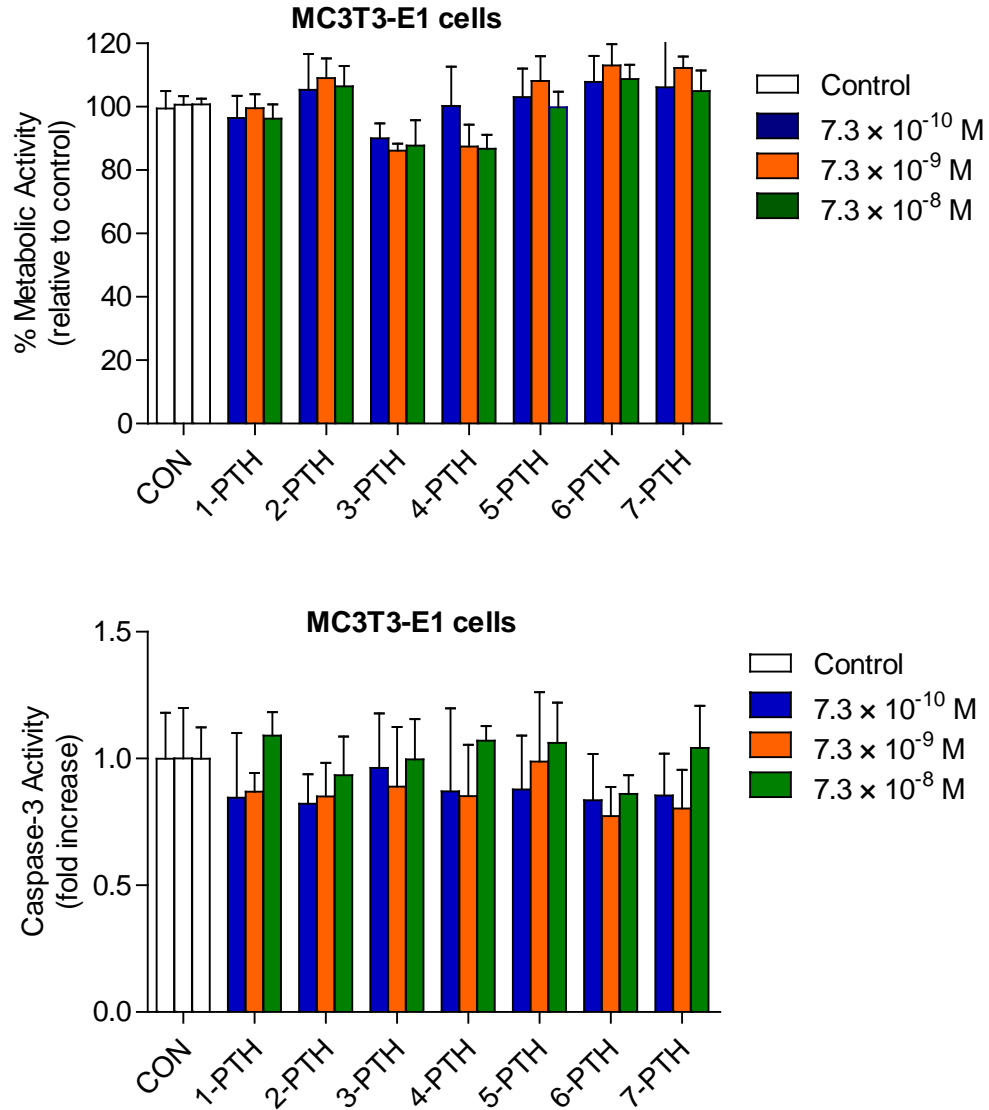 MC3T3-E1 cells
% Metabolic Activity
(relative to control)
120
100
80
60
40
20
0
CON
1-PTH
2-PTH
3-PTH
4-PTH
5-PTH
6-PTH
7-PTH
Control
7.3 × 10⁻¹⁰ M
7.3 × 10⁻⁹ M
7.3 × 10⁻⁸ M
MC3T3-E1 cells
Caspase-3 Activity
(fold increase)
1.5
1.0
0.5
0.0
CON
1-PTH
2-PTH
3-PTH
4-PTH
5-PTH
6-PTH
7-PTH
Control
7.3 × 10⁻¹⁰ M
7.3 × 10⁻⁹ M
7.3 × 10⁻⁸ M